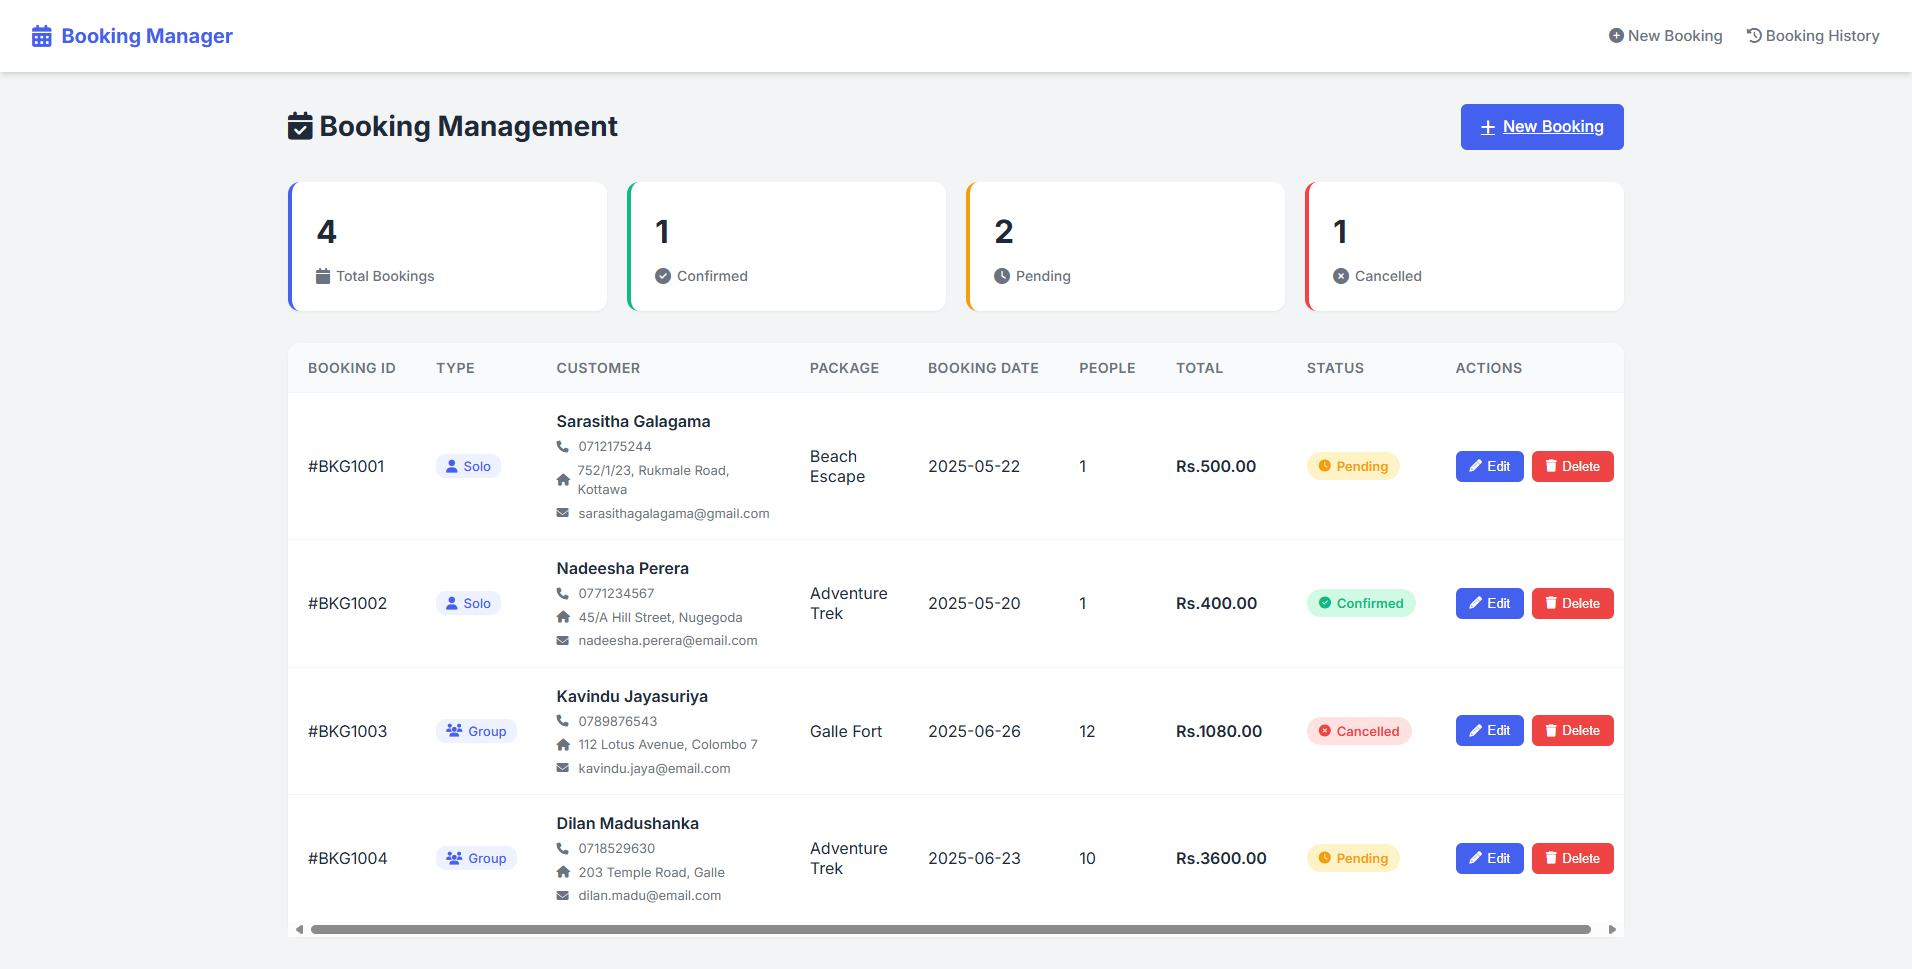 Booking Manager
New Booking
Booking History
Booking Management
New Booking
4
Total Bookings
1
Confirmed
2
Pending
1
Cancelled
BOOKING ID TYPE CUSTOMER PACKAGE BOOKING DATE PEOPLE TOTAL STATUS ACTIONS
#BKG1001
Solo
Sarasitha Galagama
0712175244
752/1/23, Rukmale Road,
Kottawa
sarasithagalagama@gmail.com
Beach
Escape
2025-05-22
1
Rs.500.00
Pending
Edit
Delete
#BKG1002
Solo
Nadeesha Perera
0771234567
45/A Hill Street, Nugegoda
nadeesha.perera@email.com
Adventure
Trek
2025-05-20
1
Rs.400.00
Confirmed
Edit
Delete
#BKG1003
Group
Kavindu Jayasuriya
0789876543
112 Lotus Avenue, Colombo 7
kavindu.jaya@email.com
Galle Fort
2025-06-26
12
Rs.1080.00
Cancelled
Edit
Delete
#BKG1004
Group
Dilan Madushanka
0718529630
203 Temple Road, Galle
dilan.madu@email.com
Adventure
Trek
2025-06-23
10
Rs.3600.00
Pending
Edit
Delete